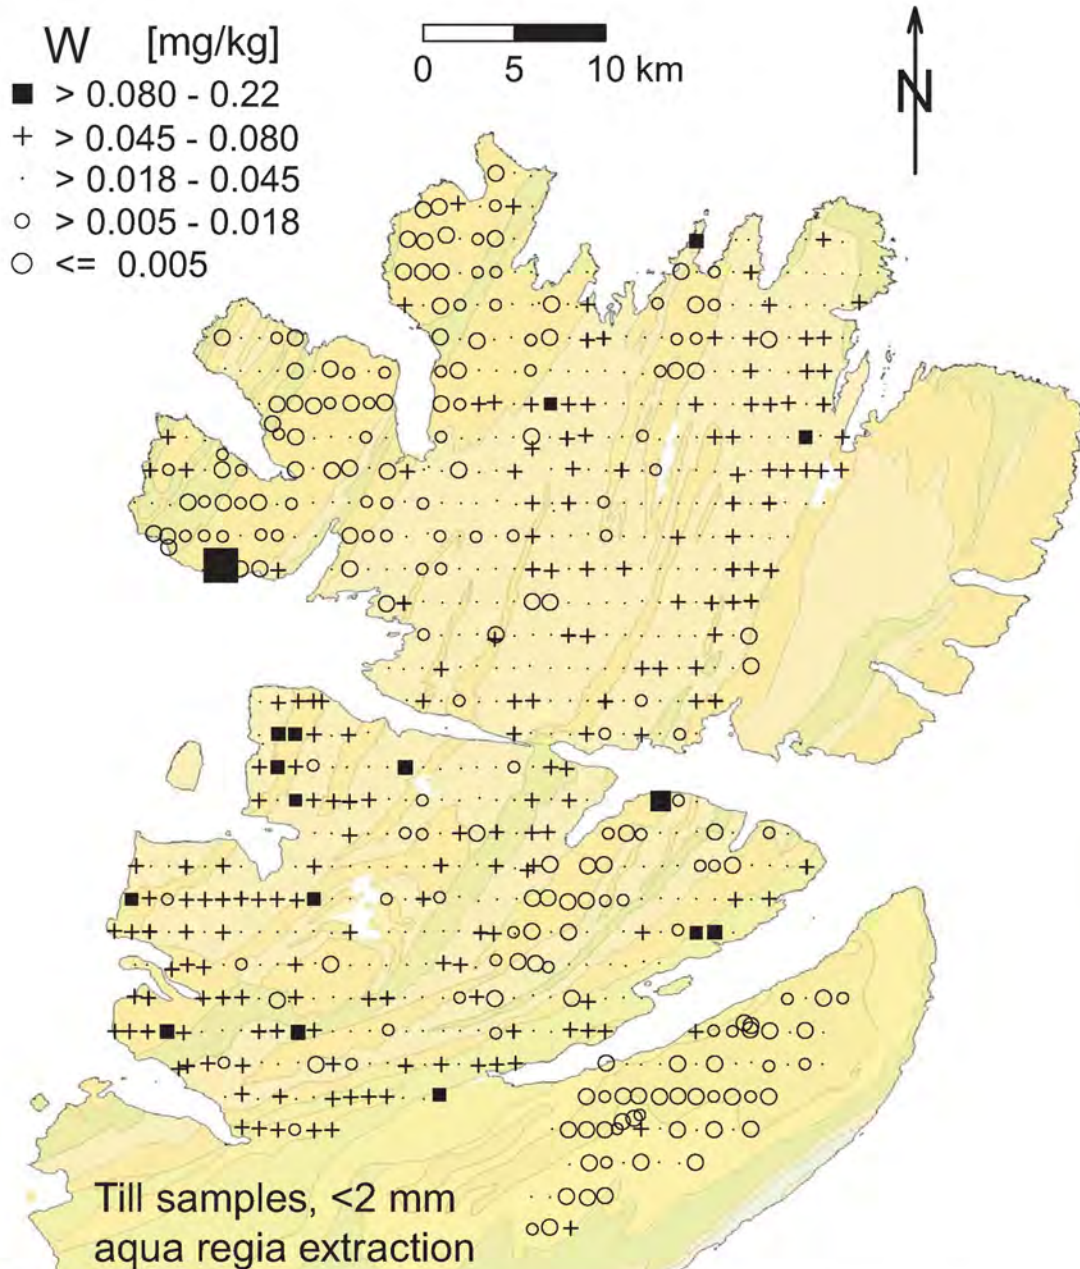 W [mg/kg]
> 0.080 - 0.22
> 0.045 - 0.080
> 0.018 - 0.045
> 0.005 - 0.018
<= 0.005
0 5 10 km
N
Till samples, <2 mm
aqua regia extraction